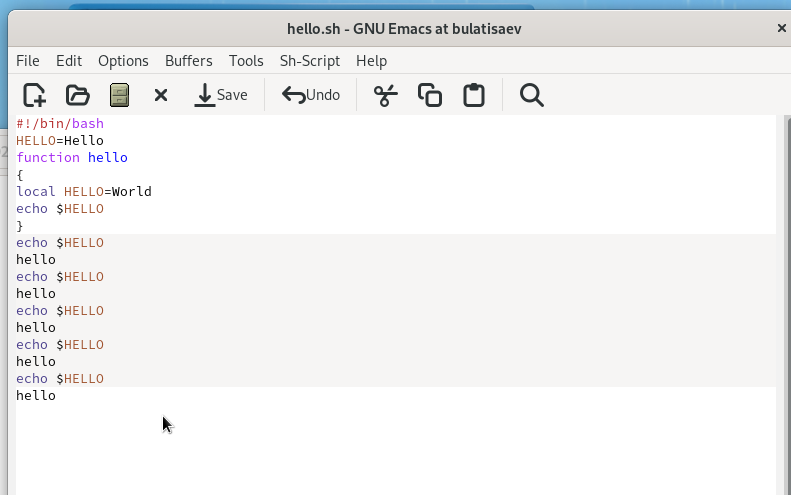 hello.sh - GNU Emacs at bulatisaev
File Edit Options Buffers Tools Sh-Script Help
Save Undo
#!/bin/bash
HELLO=Hello
function hello
{
local HELLO=World
echo $HELLO
}
echo $HELLO
hello
echo $HELLO
hello
echo $HELLO
hello
echo $HELLO
hello
echo $HELLO
hello